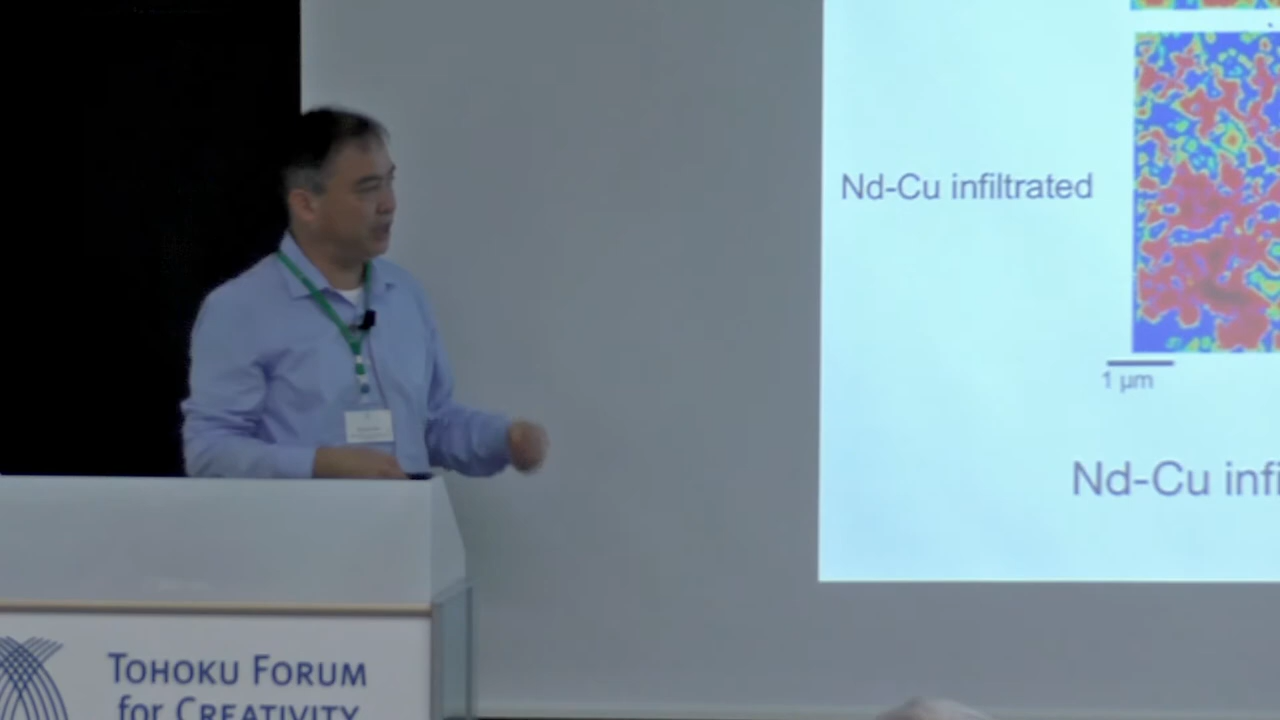 Nd-Cu infiltrated
1 μm
Nd-Cu infi
TOHOKU FORUM
for CREATIVITY